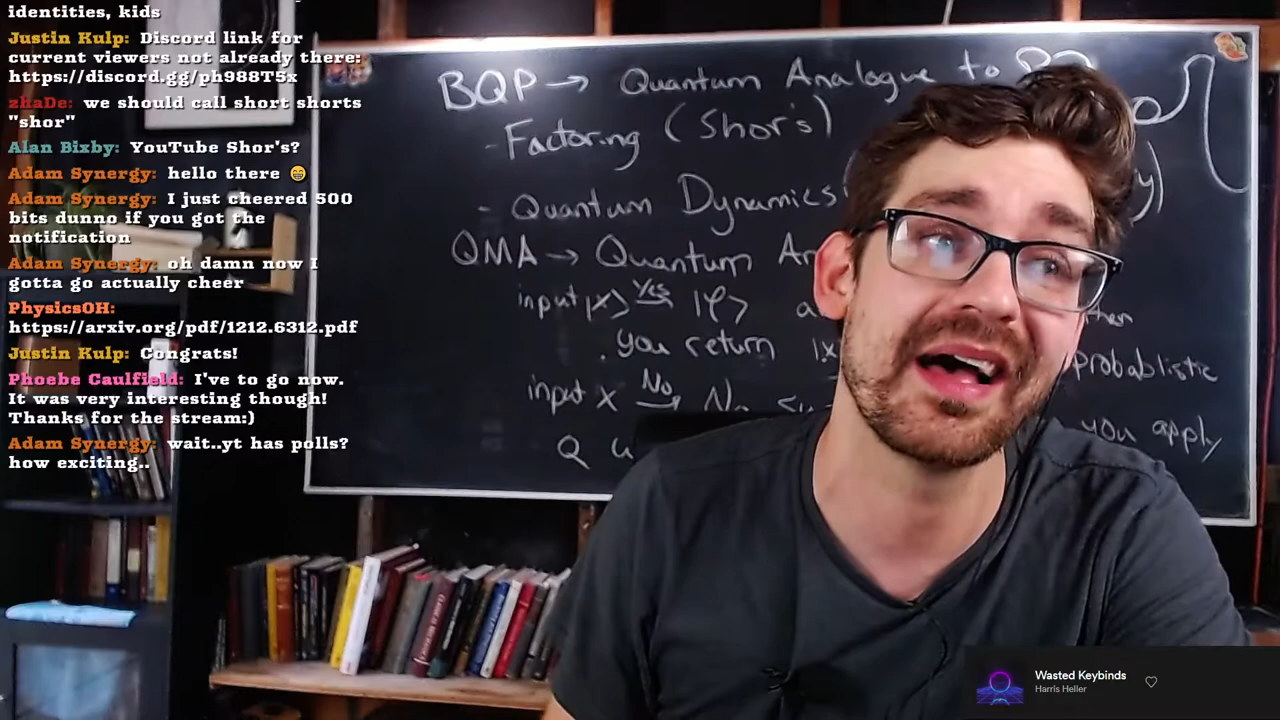 identities, kids
Justin Kulp: Discord link for
current viewers not already there:
https://discord.gg/ph988T5x
zhaDe: we should call short shorts
"shor"
Alan Bixby: YouTube Shor's?
Adam Synergy: hello there 😁
Adam Synergy: I just cheered 500
bits dunno if you got the
notification
Adam Synergy: oh damn now I
gotta go actually cheer
PhysicsOH:
https://arxiv.org/pdf/1212.6312.pdf
Justin Kulp: Congrats!
Phoebe Caulfield: I've to go now.
It was very interesting though!
Thanks for the stream:)
Adam Synergy: wait..yt has polls?
how exciting..
BQP → Quantum Analogue to
- Factoring (Shor's)
- Quantum Dynamics
QMA → Quantum
input |x⟩ Yes→ |φ⟩
you return
probablistic
input x No→ No
Q you apply
CLASSICAL MECHANICS
Wasted Keybinds
Harris Heller